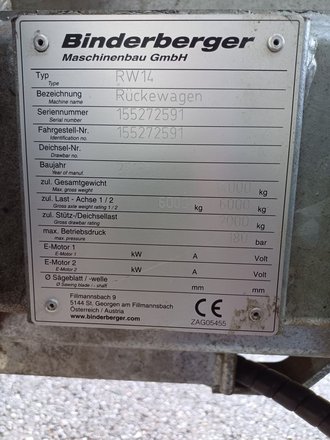 Binderberger
Maschinenbau GmbH
Typ RW14
Type
Bezeichnung Rückewagen
Machine name
Seriennummer 155272591
Serial number
Fahrgestell-Nr. 155272591
Identification no.
Deichsel-Nr.
Drawbar no.
Baujahr
Year of manuf.
zul. Gesamtgewicht kg
Max. gross weight
zul. Last - Achse 1 / 2 kg kg
Gross axle weight rating 1 / 2
zul. Stütz-/Deichsellast kg
Gross drawbar rating
max. Betriebsdruck bar
max. pressure
E-Motor 1 kW A Volt
E-Motor 1
E-Motor 2 kW A Volt
E-Motor 2
Ø Sägeblatt / -welle mm mm
Ø Sawing blade / - shaft
Fillmannsbach 9
5144 St. Georgen am Fillmannsbach
Österreich / Austria
www.binderberger.com
CE
ZAG05455